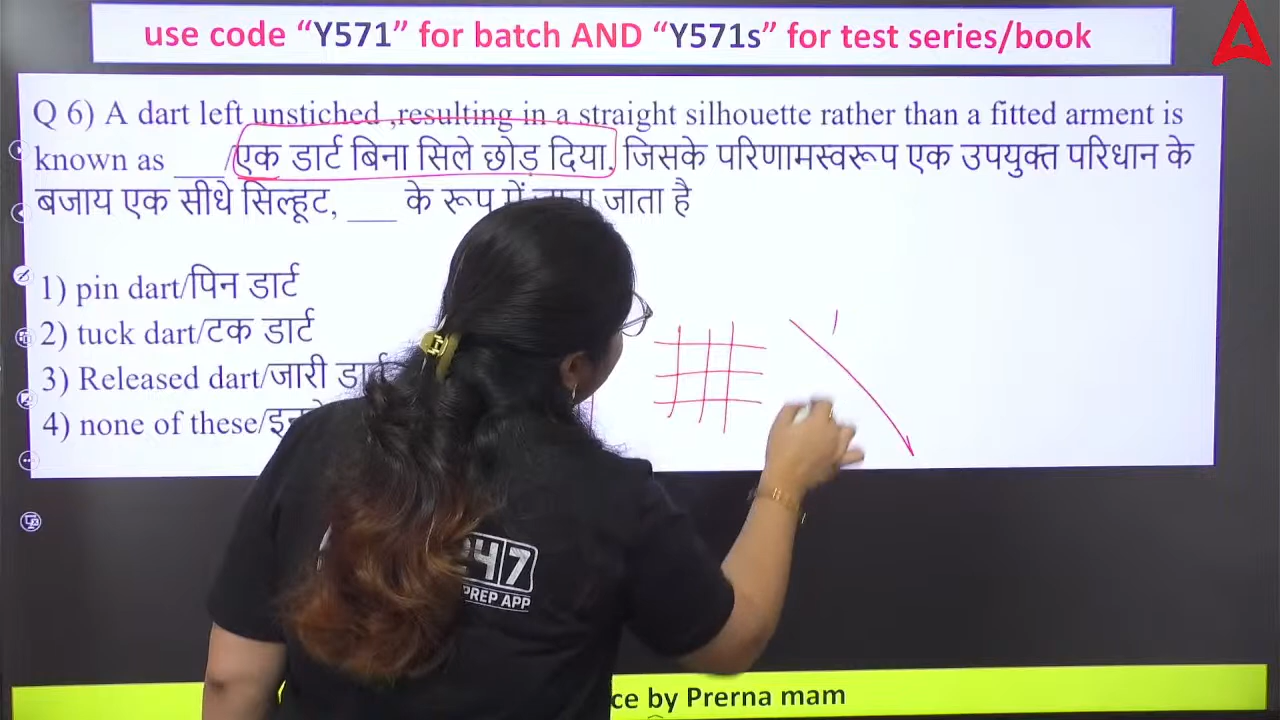 use code “Y571” for batch AND “Y571s” for test series/book
Q 6) A dart left unstiched ,resulting in a straight silhouette rather than a fitted arment is
known as ___ /एक डार्ट बिना सिले छोड़ दिया, जिसके परिणामस्वरूप एक उपयुक्त परिधान के
बजाय एक सीधे सिल्हूट, ___ के रूप में जाता है
1) pin dart/पिन डार्ट
2) tuck dart/टक डार्ट
3) Released dart/जारी
4) none of these/
247
PREP APP
by Prerna mam